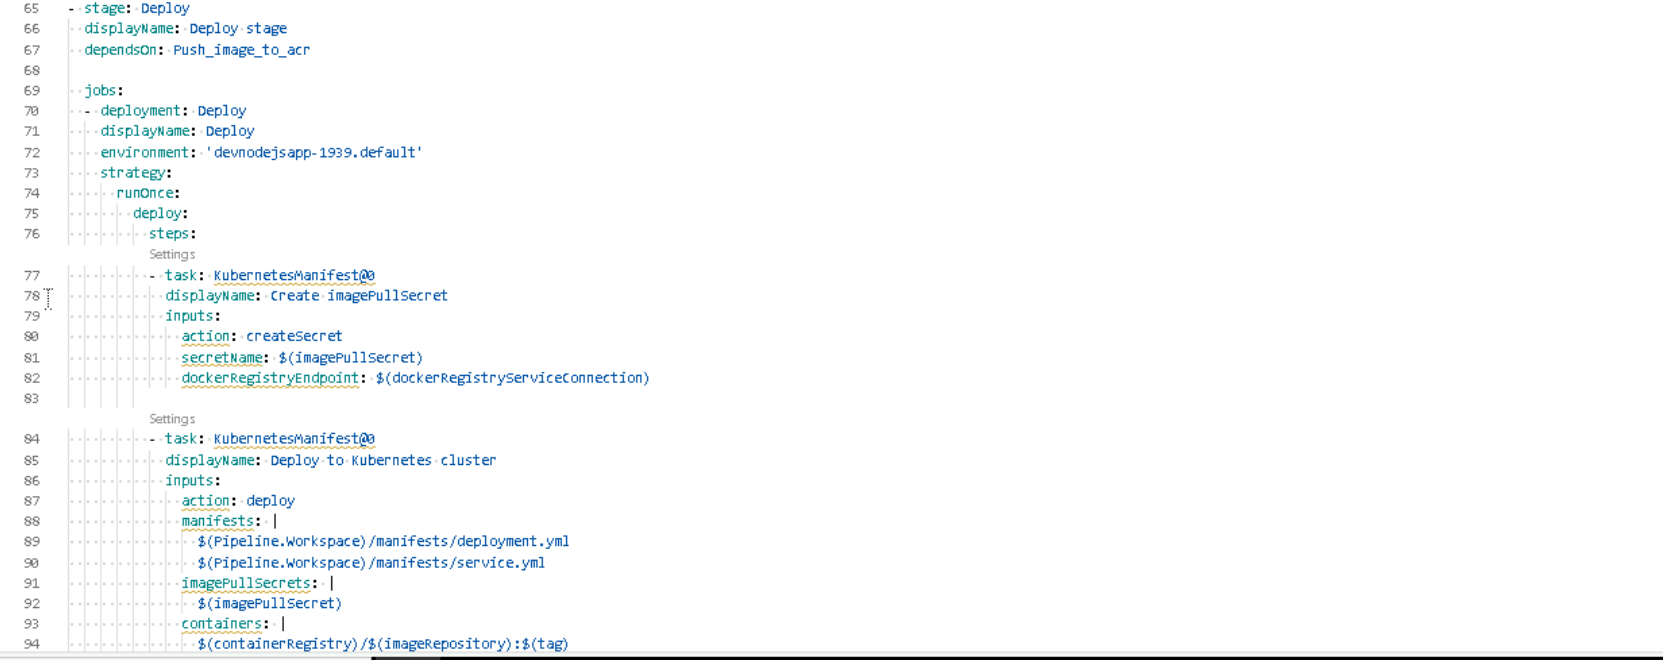 65 - stage: Deploy
66 displayName: Deploy stage
67 dependsOn: Push_image_to_acr
68
69 jobs:
70 - deployment: Deploy
71 displayName: Deploy
72 environment: 'devnodejsapp-1939.default'
73 strategy:
74 runOnce:
75 deploy:
76 steps:
Settings
77 - task: KubernetesManifest@0
78 displayName: Create imagePullSecret
79 inputs:
80 action: createSecret
81 secretName: $(imagePullSecret)
82 dockerRegistryEndpoint: $(dockerRegistryServiceConnection)
83
Settings
84 - task: KubernetesManifest@0
85 displayName: Deploy to Kubernetes cluster
86 inputs:
87 action: deploy
88 manifests: |
89 $(Pipeline.Workspace)/manifests/deployment.yml
90 $(Pipeline.Workspace)/manifests/service.yml
91 imagePullSecrets: |
92 $(imagePullSecret)
93 containers: |
94 $(containerRegistry)/$(imageRepository):$(tag)